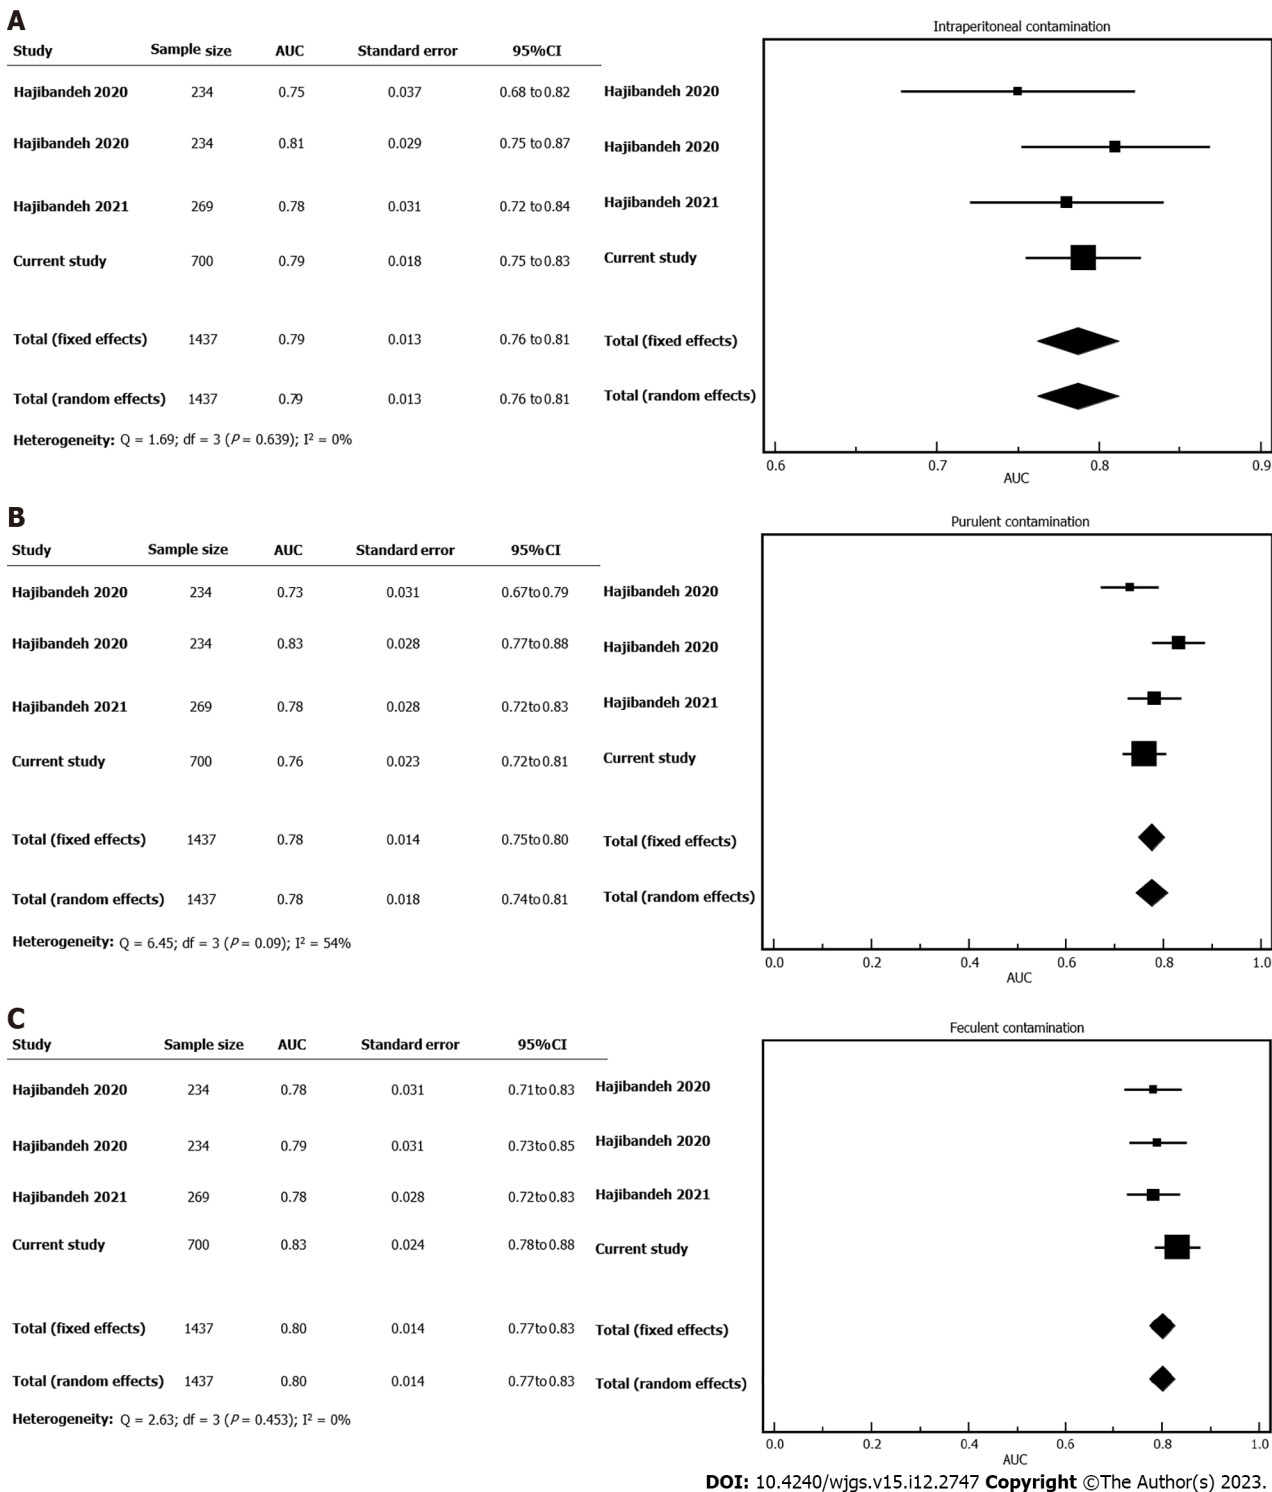 A
Intraperitoneal contamination
Study Sample size AUC Standard error 95%CI
Hajibandeh 2020 234 0.75 0.037 0.68 to 0.82 Hajibandeh 2020
Hajibandeh 2020 234 0.81 0.029 0.75 to 0.87 Hajibandeh 2020
Hajibandeh 2021 269 0.78 0.031 0.72 to 0.84 Hajibandeh 2021
Current study 700 0.79 0.018 0.75 to 0.83 Current study
Total (fixed effects) 1437 0.79 0.013 0.76 to 0.81 Total (fixed effects)
Total (random effects) 1437 0.79 0.013 0.76 to 0.81 Total (random effects)
Heterogeneity: Q = 1.69; df = 3 (P = 0.639); I² = 0%
0.6 0.7 0.8 0.9
AUC
B
Purulent contamination
Study Sample size AUC Standard error 95%CI
Hajibandeh 2020 234 0.73 0.031 0.67to0.79 Hajibandeh 2020
Hajibandeh 2020 234 0.83 0.028 0.77to0.88 Hajibandeh 2020
Hajibandeh 2021 269 0.78 0.028 0.72to0.83 Hajibandeh 2021
Current study 700 0.76 0.023 0.72to0.81 Current study
Total (fixed effects) 1437 0.78 0.014 0.75to0.80 Total (fixed effects)
Total (random effects) 1437 0.78 0.018 0.74to0.81 Total (random effects)
Heterogeneity: Q = 6.45; df = 3 (P = 0.09); I² = 54%
0.0 0.2 0.4 0.6 0.8 1.0
AUC
C
Feculent contamination
Study Sample size AUC Standard error 95%CI
Hajibandeh 2020 234 0.78 0.031 0.71to0.83 Hajibandeh 2020
Hajibandeh 2020 234 0.79 0.031 0.73to0.85 Hajibandeh 2020
Hajibandeh 2021 269 0.78 0.028 0.72to0.83 Hajibandeh 2021
Current study 700 0.83 0.024 0.78to0.88 Current study
Total (fixed effects) 1437 0.80 0.014 0.77to0.83 Total (fixed effects)
Total (random effects) 1437 0.80 0.014 0.77to0.83 Total (random effects)
Heterogeneity: Q = 2.63; df = 3 (P = 0.453); I² = 0%
0.0 0.2 0.4 0.6 0.8 1.0
AUC
DOI: 10.4240/wjgs.v15.i12.2747 Copyright ©The Author(s) 2023.